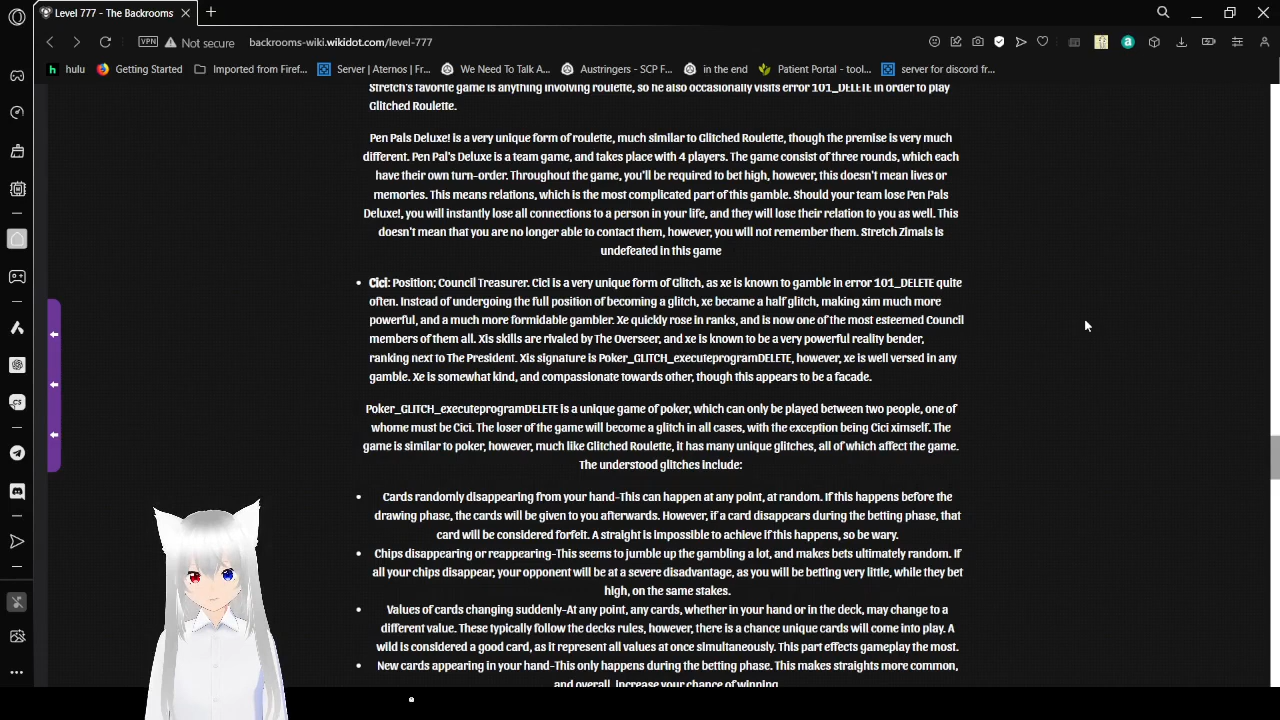 Level 777 - The Backrooms
VPN
Not secure
backrooms-wiki.wikidot.com/level-777
hulu
Getting Started
Imported from Firef...
Server | Aternos | Fr...
We Need To Talk A...
Austringers - SCP F...
in the end
Patient Portal - tool...
server for discord fr...
Stretch's favorite game is anything involving roulette, so he also occasionally visits error 101_DELETE in order to play
Glitched Roulette.
Pen Pals Deluxe! is a very unique form of roulette, much similar to Glitched Roulette, though the premise is very much
different. Pen Pal's Deluxe is a team game, and takes place with 4 players. The game consist of three rounds, which each
have their own turn-order. Throughout the game, you'll be required to bet high, however, this doesn't mean lives or
memories. This means relations, which is the most complicated part of this gamble. Should your team lose Pen Pals
Deluxe!, you will instantly lose all connections to a person in your life, and they will lose their relation to you as well. This
doesn't mean that you are no longer able to contact them, however, you will not remember them. Stretch Zimals is
undefeated in this game
• Cici: Position; Council Treasurer. Cici is a very unique form of Glitch, as xe is known to gamble in error 101_DELETE quite
often. Instead of undergoing the full position of becoming a glitch, xe became a half glitch, making xim much more
powerful, and a much more formidable gambler. Xe quickly rose in ranks, and is now one of the most esteemed Council
members of them all. Xis skills are rivaled by The Overseer, and xe is known to be a very powerful reality bender,
ranking next to The President. Xis signature is Poker_GLITCH_executeprogramDELETE, however, xe is well versed in any
gamble. Xe is somewhat kind, and compassionate towards other, though this appears to be a facade.
Poker_GLITCH_executeprogramDELETE is a unique game of poker, which can only be played between two people, one of
whome must be Cici. The loser of the game will become a glitch in all cases, with the exception being Cici ximself. The
game is similar to poker, however, much like Glitched Roulette, it has many unique glitches, all of which affect the game.
The understood glitches include:
• Cards randomly disappearing from your hand-This can happen at any point, at random. If this happens before the
drawing phase, the cards will be given to you afterwards. However, if a card disappears during the betting phase, that
card will be considered forfeit. A straight is impossible to achieve if this happens, so be wary.
• Chips disappearing or reappearing-This seems to jumble up the gambling a lot, and makes bets ultimately random. If
all your chips disappear, your opponent will be at a severe disadvantage, as you will be betting very little, while they bet
high, on the same stakes.
• Values of cards changing suddenly-At any point, any cards, whether in your hand or in the deck, may change to a
different value. These typically follow the decks rules, however, there is a chance unique cards will come into play. A
wild is considered a good card, as it represent all values at once simultaneously. This part effects gameplay the most.
• New cards appearing in your hand-This only happens during the betting phase. This makes straights more common,
and overall, increase your chance of winning